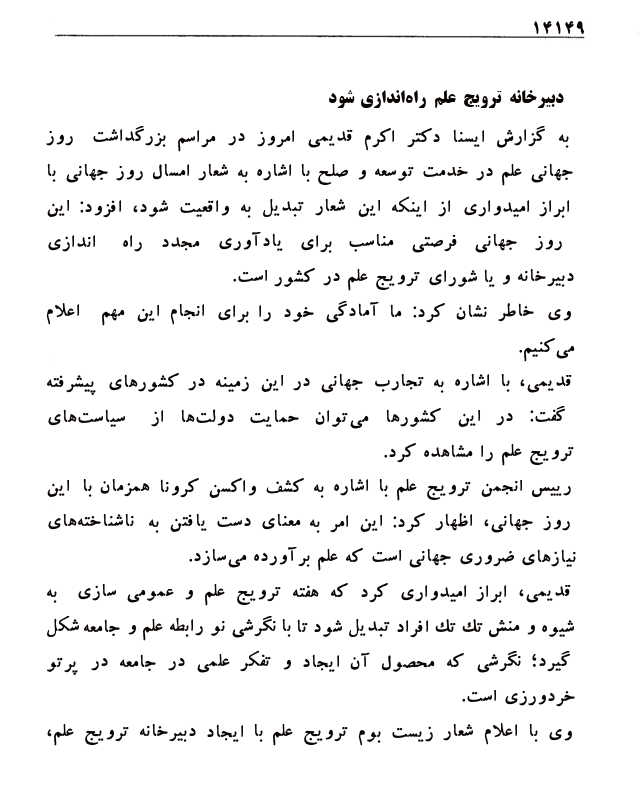 ۱۴۱۴۹
دبیرخانه ترویج علم راه‌اندازی شود
به گزارش ایسنا دکتر اکرم قدیمی امروز در مراسم بزرگداشت روز
جهانی علم در خدمت توسعه و صلح با اشاره به شعار امسال روز جهانی با
ابراز امیدواری از اینکه این شعار تبدیل به واقعیت شود، افزود: این
روز جهانی فرصتی مناسب برای یادآوری مجدد راه اندازی
دبیرخانه و یا شورای ترویج علم در کشور است.
وی خاطر نشان کرد: ما آمادگی خود را برای انجام این مهم اعلام
می‌کنیم.
قدیمی، با اشاره به تجارب جهانی در این زمینه در کشورهای پیشرفته
گفت: در این کشورها می‌توان حمایت دولت‌ها از سیاست‌های
ترویج علم را مشاهده کرد.
رییس انجمن ترویج علم با اشاره به کشف واکسن کرونا همزمان با این
روز جهانی، اظهار کرد: این امر به معنای دست یافتن به ناشناخته‌های
نیازهای ضروری جهانی است که علم برآورده می‌سازد.
قدیمی، ابراز امیدواری کرد که هفته ترویج علم و عمومی سازی به
شیوه و منش تك تك افراد تبدیل شود تا با نگرشی نو رابطه علم و جامعه شکل
گیرد؛ نگرشی که محصول آن ایجاد و تفکر علمی در جامعه در پرتو
خردورزی است.
وی با اعلام شعار زیست بوم ترویج علم با ایجاد دبیرخانه ترویج علم،